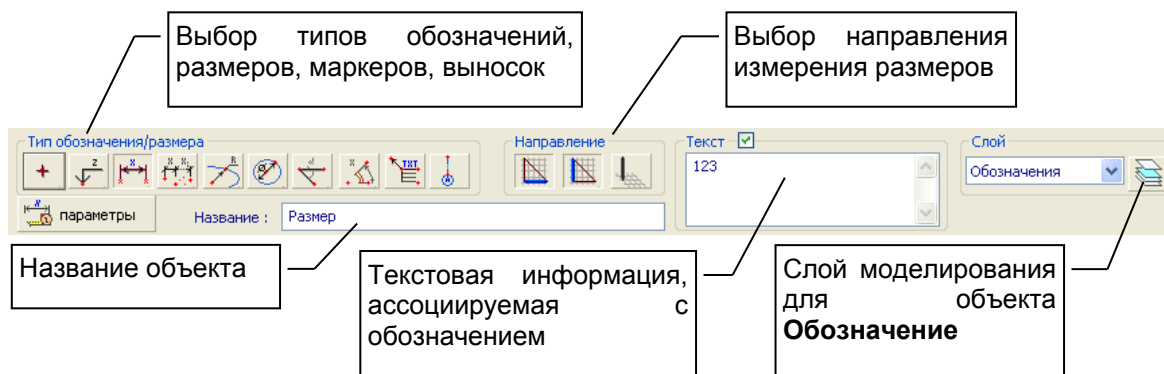 Выбор типов обозначений,
размеров, маркеров, выносок
Выбор направления
измерения размеров
Тип обозначения/размера
Направление
Текст
Слой
123
Обозначения
параметры
Название :
Размер
Название объекта
Текстовая информация,
ассоциируемая с
обозначением
Слой моделирования
для объекта
Обозначение